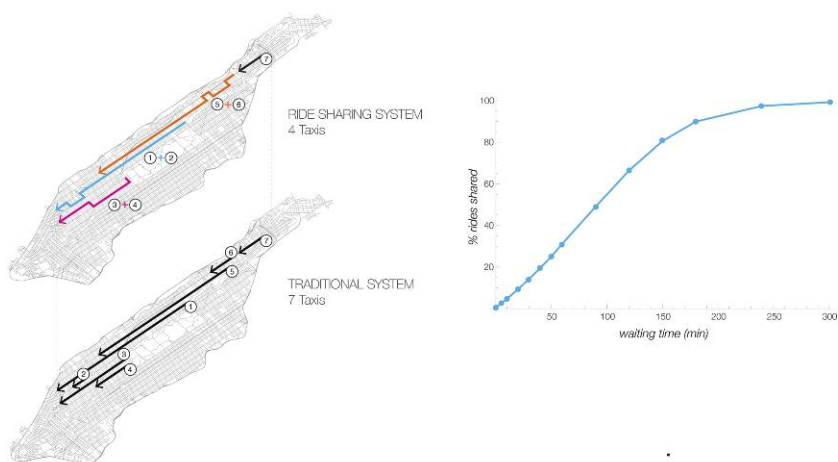 7
5 + 6
RIDE SHARING SYSTEM
4 Taxis
1 + 2
3 + 4
7
6
5
TRADITIONAL SYSTEM
7 Taxis
1
3
2
4
% rides shared
100
80
60
40
20
50
100
150
200
250
300
waiting time (min)